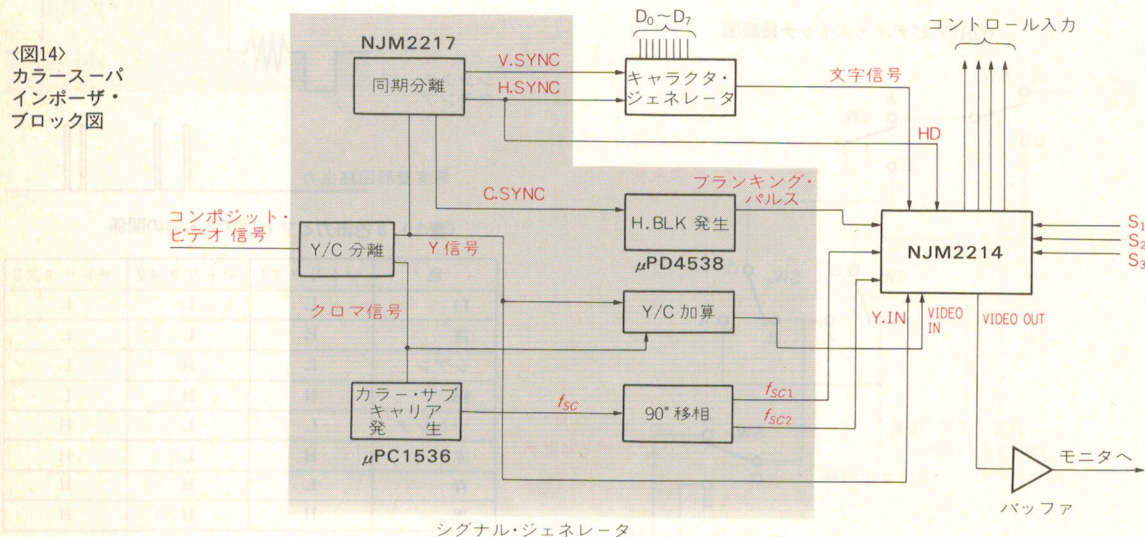 〈図14〉
カラースーパ
インポーザ・
ブロック図
NJM2217
同期分離
V.SYNC
H.SYNC
D₀～D₇
キャラクタ・
ジェネレータ
文字信号
コントロール入力
HD
C.SYNC
ブランキング・
パルス
H.BLK 発生
μPD4538
NJM2214
S₁
S₂
S₃
コンポジット・
ビデオ信号
Y/C 分離
Y 信号
クロマ信号
Y/C 加算
Y.IN
VIDEO
IN
VIDEO OUT
カラー・サブ
キャリア
発生
μPC1536
fSC
90°移相
fSC1
fSC2
モニタへ
バッファ
シグナル・ジェネレータ